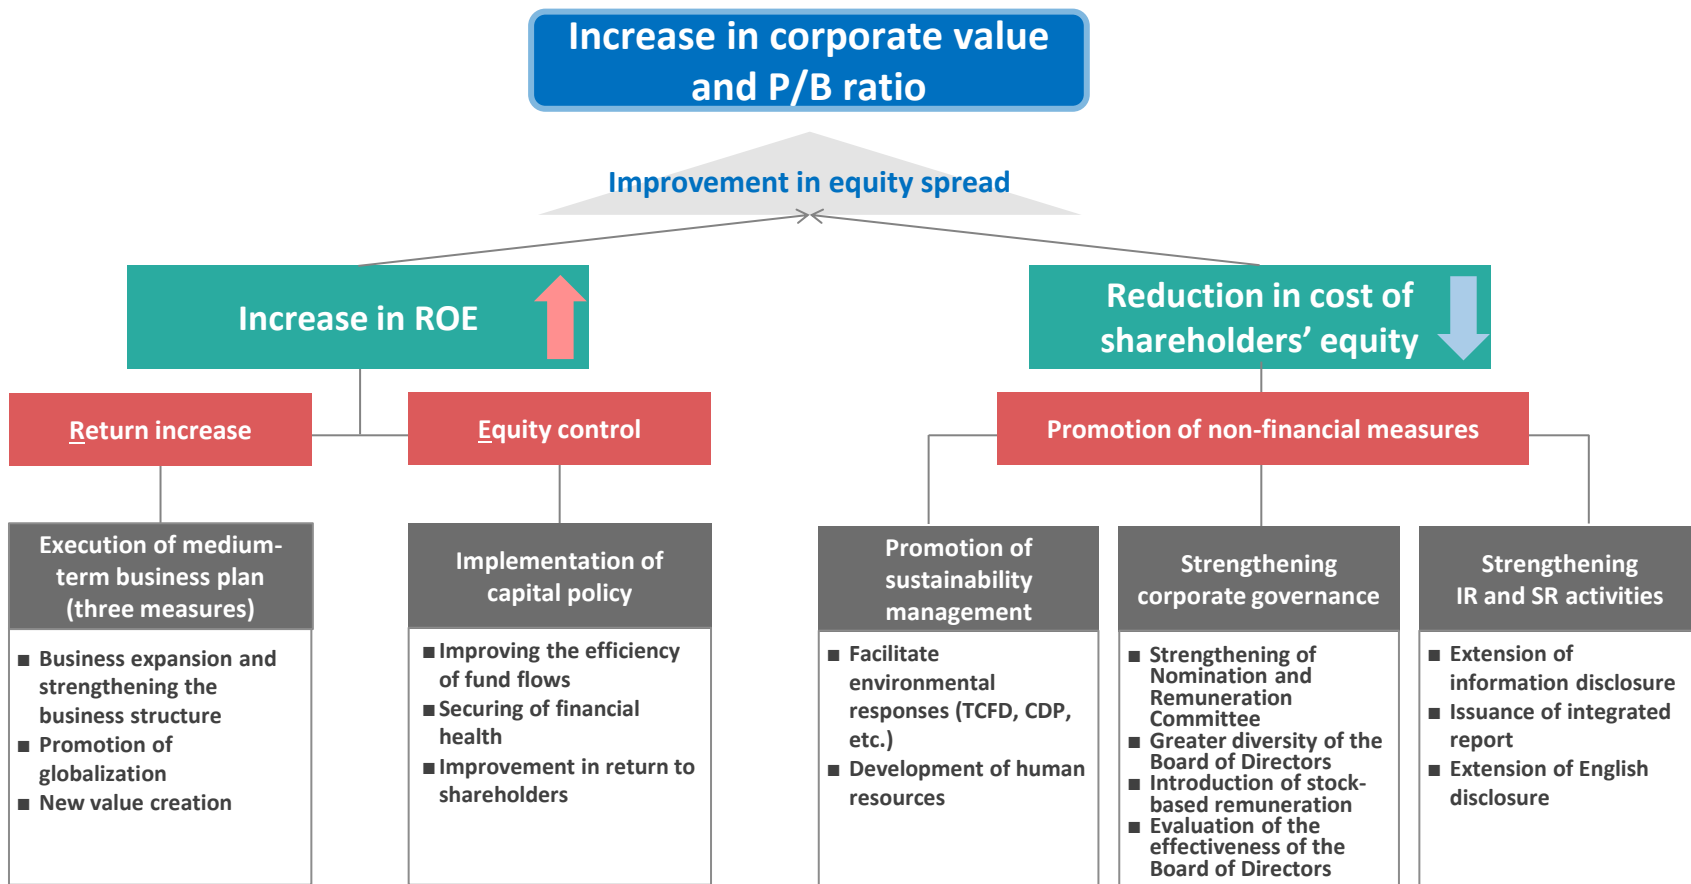 Increase in corporate value
and P/B ratio
Improvement in equity spread
Increase in ROE
Reduction in cost of
shareholders’ equity
Return increase
Equity control
Promotion of non-financial measures
Execution of medium-
term business plan
(three measures)
■ Business expansion and
strengthening the
business structure
■ Promotion of
globalization
■ New value creation
Implementation of
capital policy
■ Improving the efficiency
of fund flows
■ Securing of financial
health
■ Improvement in return to
shareholders
Promotion of
sustainability
management
■ Facilitate
environmental
responses (TCFD, CDP,
etc.)
■ Development of human
resources
Strengthening
corporate governance
■ Strengthening of
Nomination and
Remuneration
Committee
■ Greater diversity of the
Board of Directors
■ Introduction of stock-
based remuneration
■ Evaluation of the
effectiveness of the
Board of Directors
Strengthening
IR and SR activities
■ Extension of
information disclosure
■ Issuance of integrated
report
■ Extension of English
disclosure